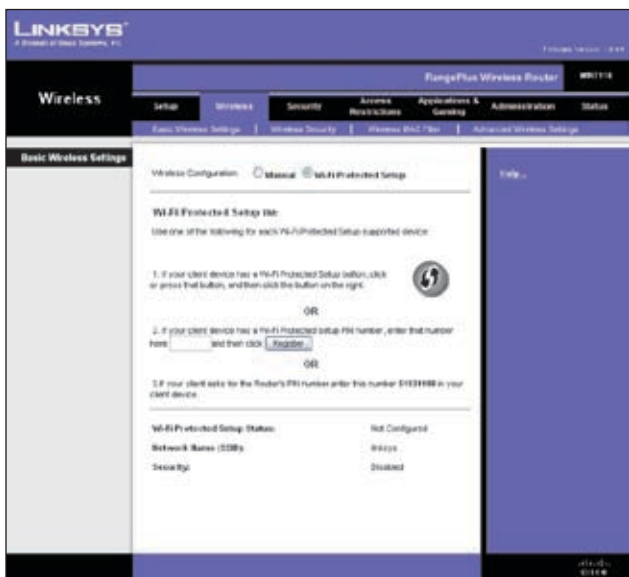 LINKSYS®
A Division of Cisco Systems, Inc.
Firmware Version:
RangePlus Wireless Router
Wireless
Setup
Wireless
Security
Access Restrictions
Applications & Gaming
Administration
Status
Basic Wireless Settings
Wireless Security
Wireless MAC Filter
Advanced Wireless Settings
Basic Wireless Settings
Wireless Configuration: Manual Wi-Fi Protected Setup
Help...
Wi-Fi Protected Setup
Use one of the following for each Wi-Fi Protected Setup supported device:
1. If your client device has a Wi-Fi Protected Setup button, click
or press that button, and then click the button on the right.
OR
2. If your client device has a Wi-Fi Protected setup PIN number, enter that number
here and then click Register
OR
3.If your client asks for the Router's PIN number enter this number in your
client device.
Wi-Fi Protected Setup Status: Not Configured
Network Name (SSID): linksys
Security: Disabled
CISCO